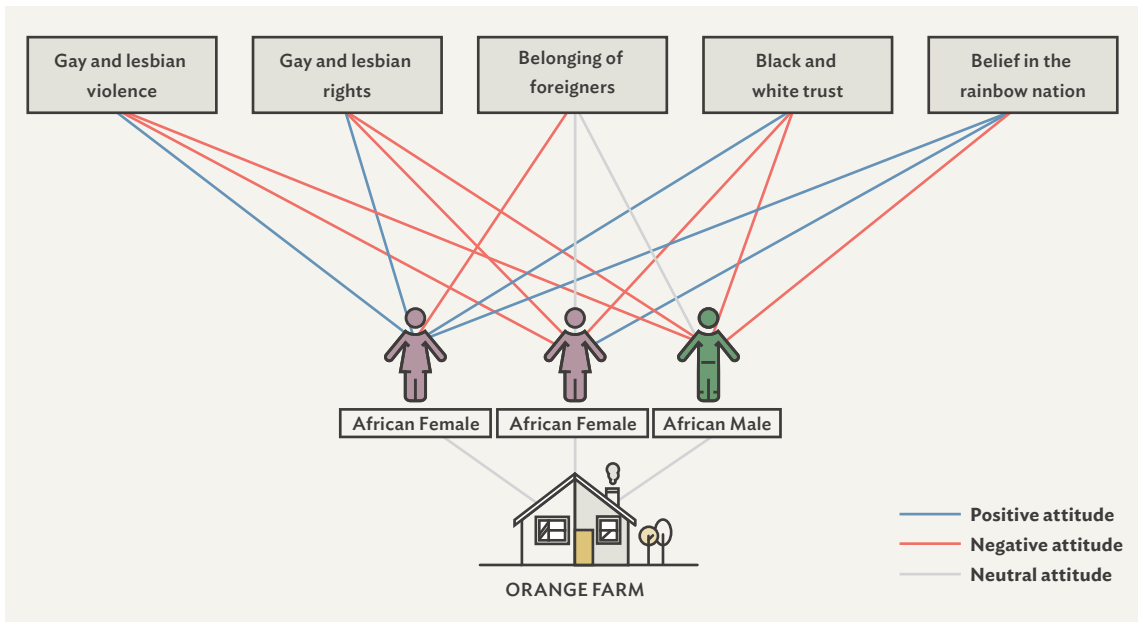 Gay and lesbian
violence
Gay and lesbian
rights
Belonging of
foreigners
Black and
white trust
Belief in the
rainbow nation
African Female
African Female
African Male
ORANGE FARM
Positive attitude
Negative attitude
Neutral attitude